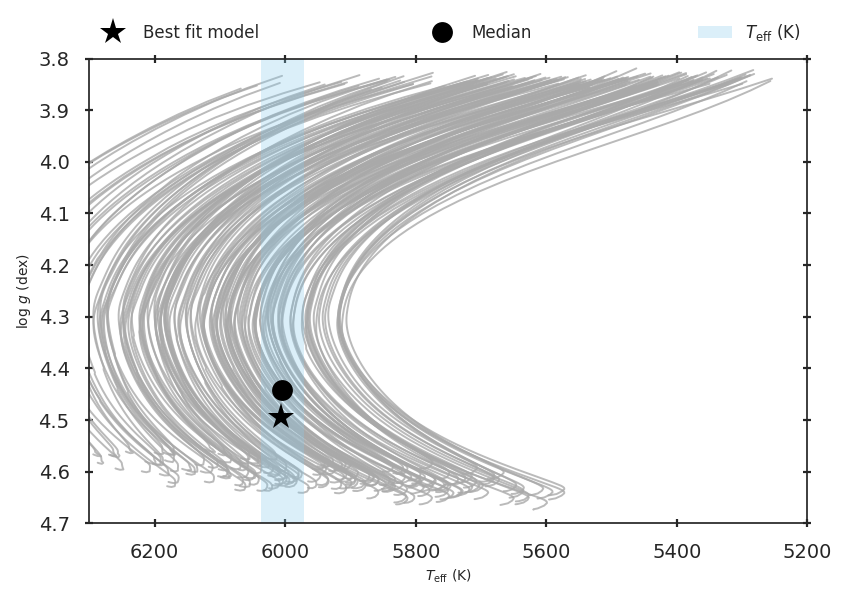 Best fit model Median T_eff (K)
3.8
3.9
4.0
4.1
4.2
4.3
4.4
4.5
4.6
4.7
log g (dex)
6200 6000 5800 5600 5400 5200
T_eff (K)